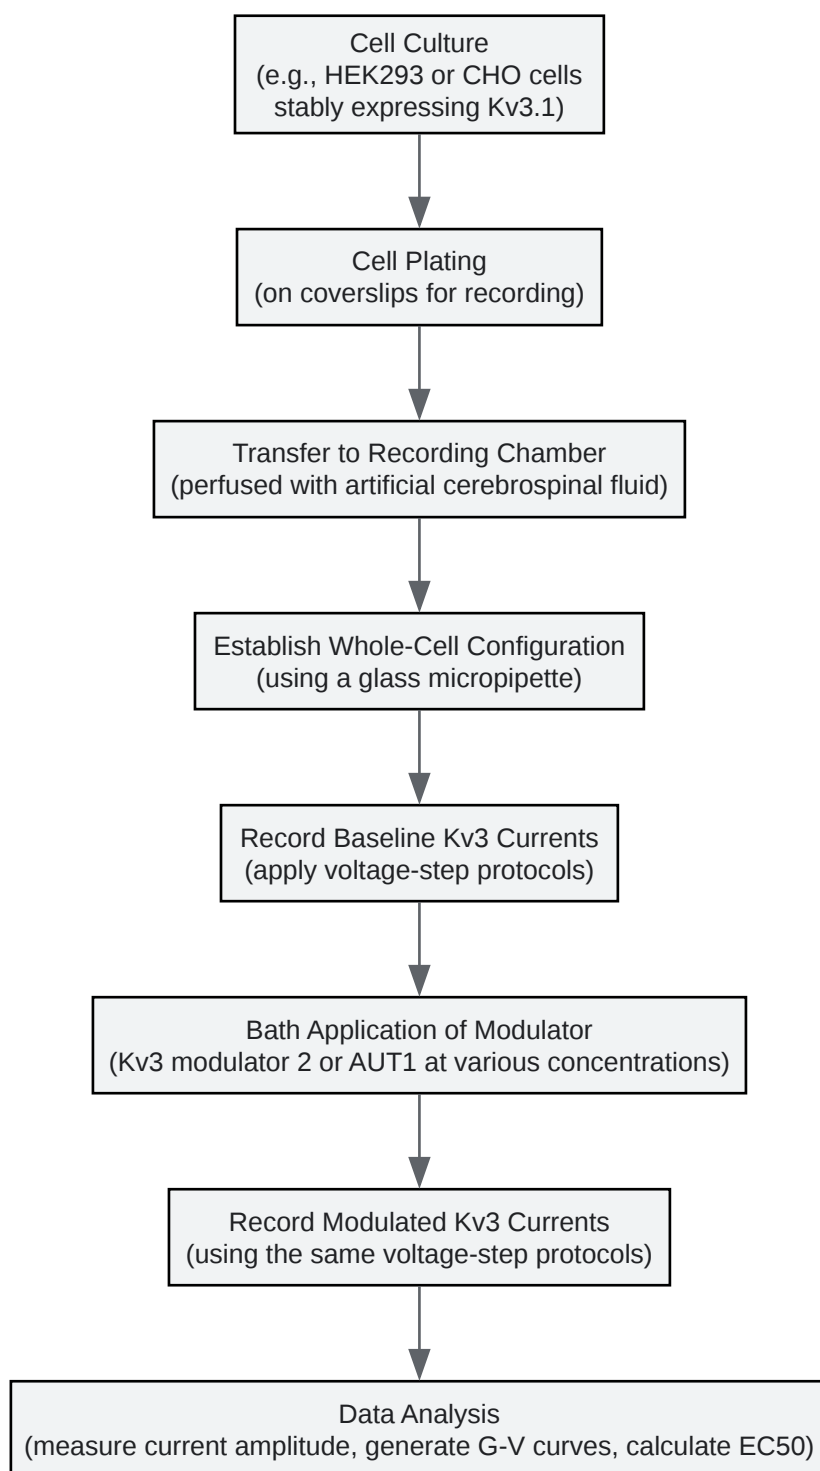 Cell Culture
(e.g., HEK293 or CHO cells
stably expressing Kv3.1)
Cell Plating
(on coverslips for recording)
Transfer to Recording Chamber
(perfused with artificial cerebrospinal fluid)
Establish Whole-Cell Configuration
(using a glass micropipette)
Record Baseline Kv3 Currents
(apply voltage-step protocols)
Bath Application of Modulator
(Kv3 modulator 2 or AUT1 at various concentrations)
Record Modulated Kv3 Currents
(using the same voltage-step protocols)
Data Analysis
(measure current amplitude, generate G-V curves, calculate EC50)